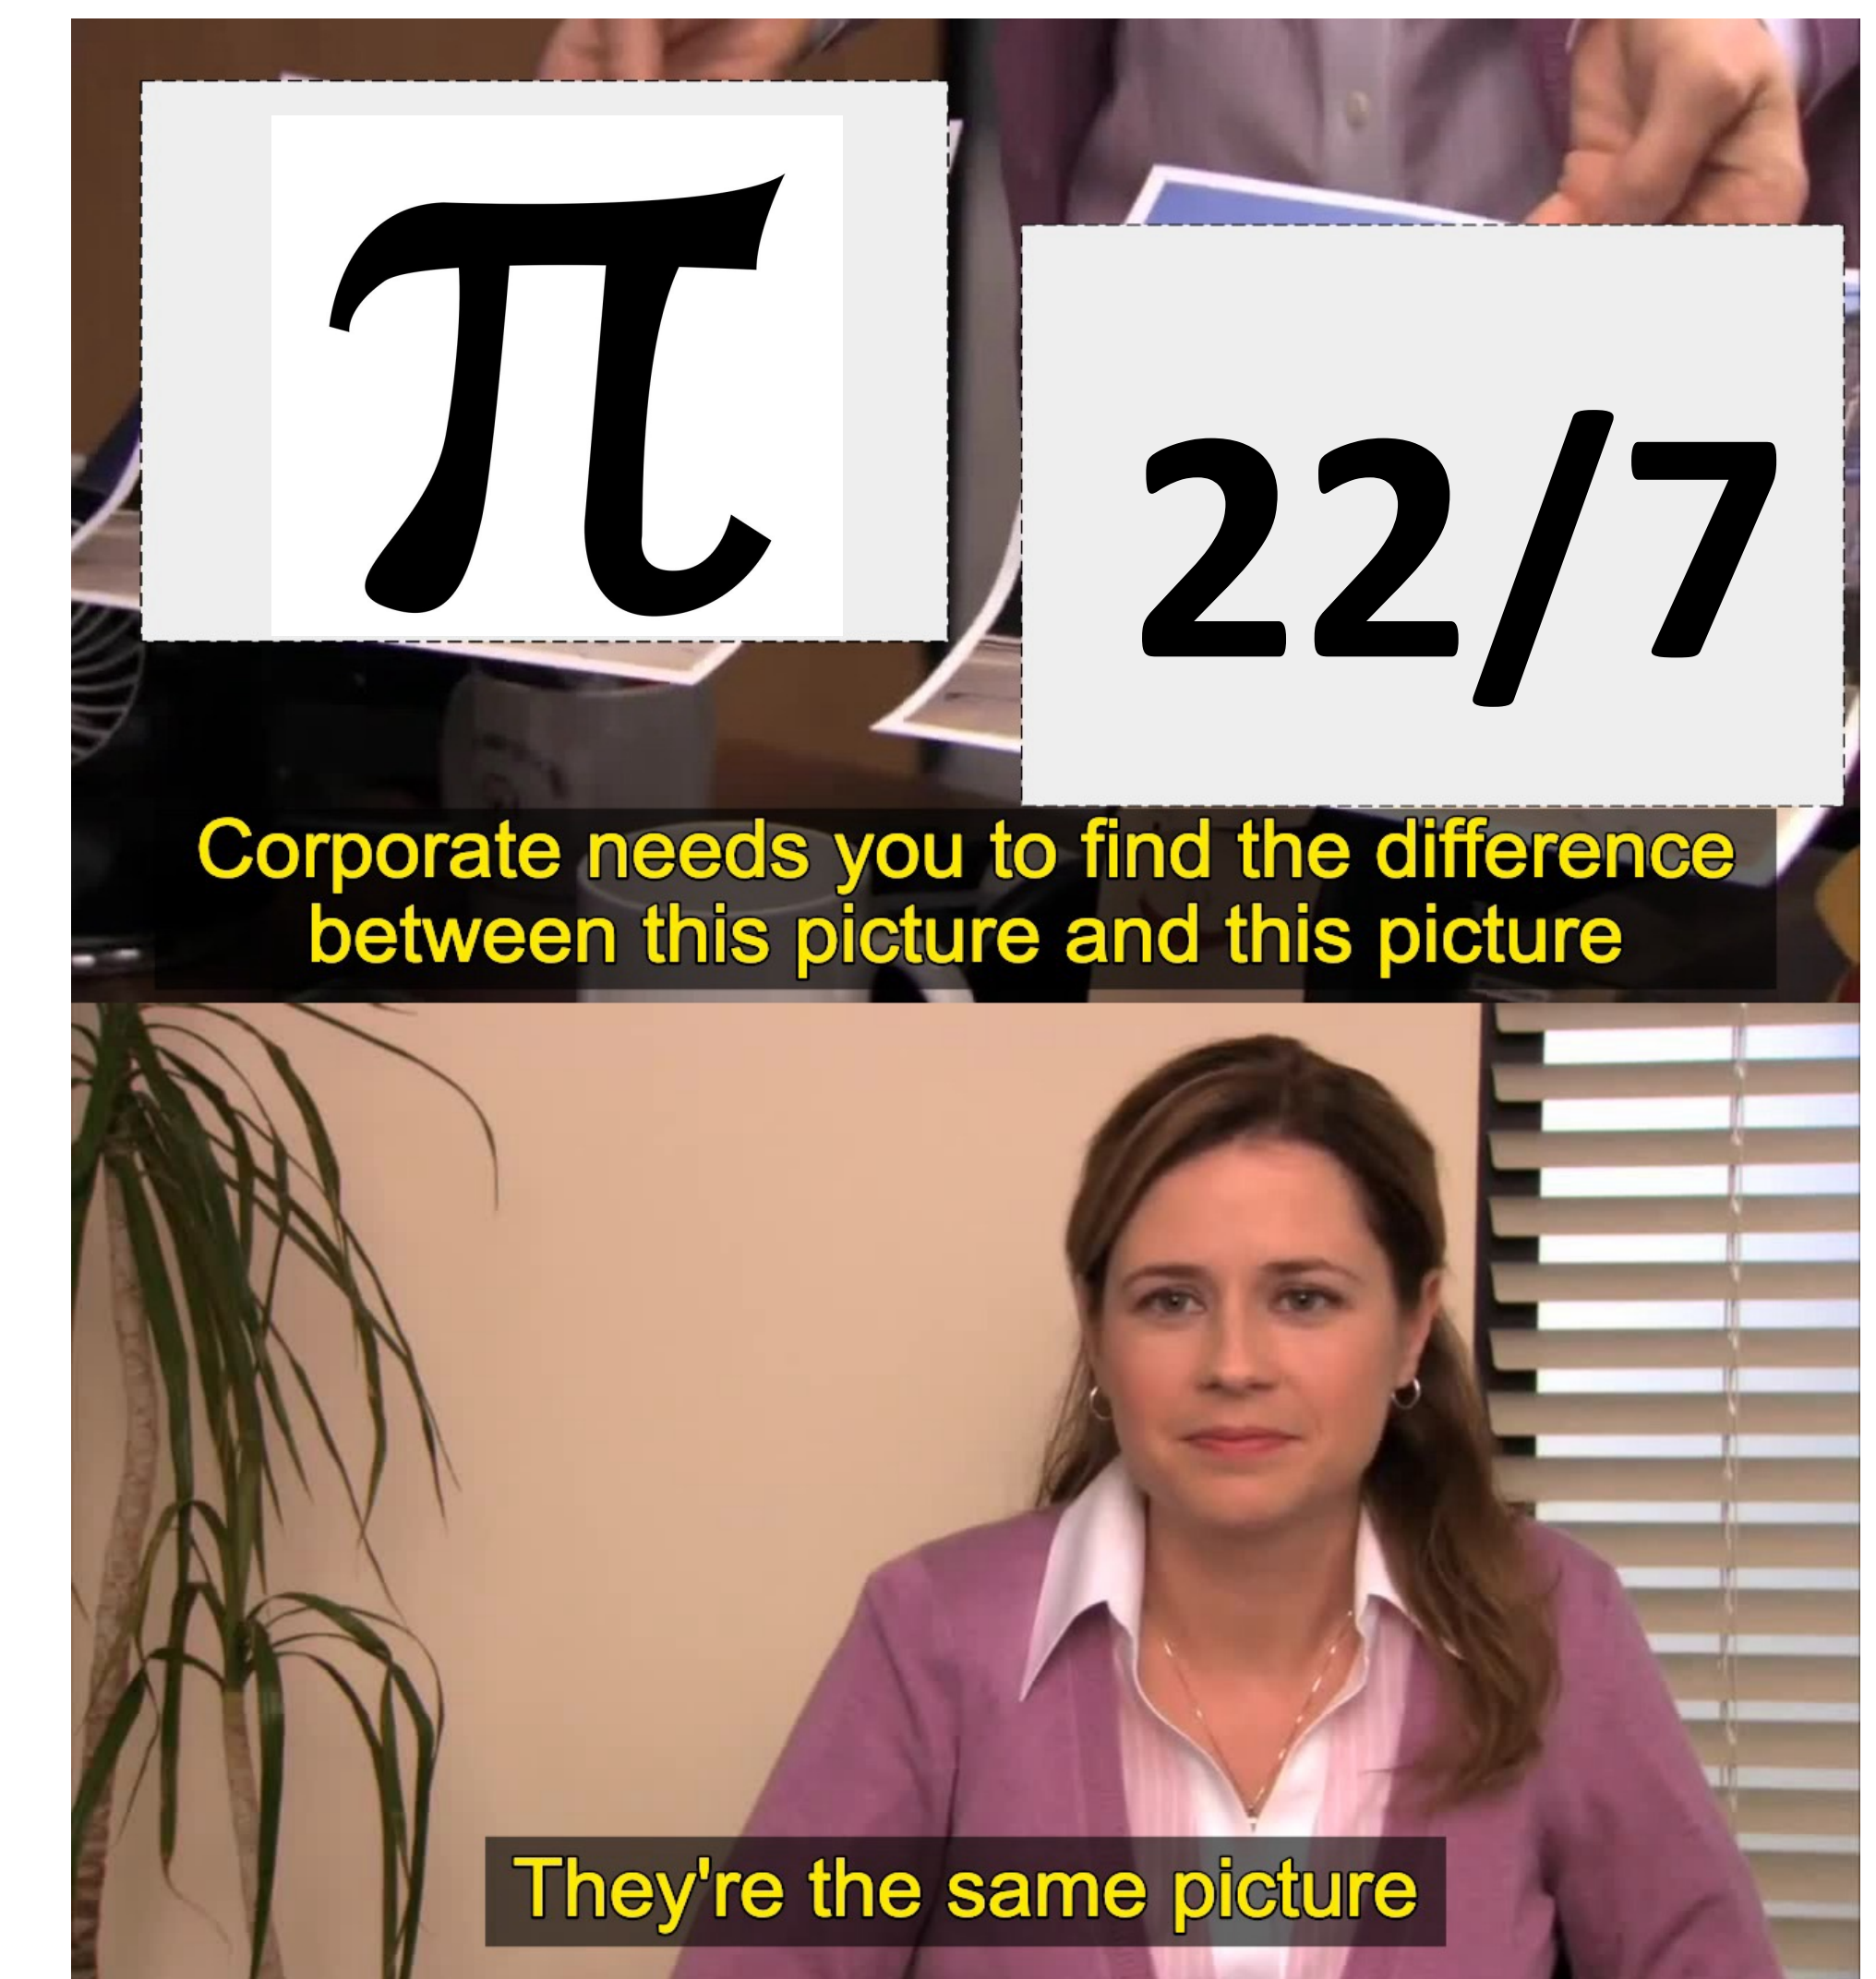 π
22/7
Corporate needs you to find the difference
between this picture and this picture
They're the same picture